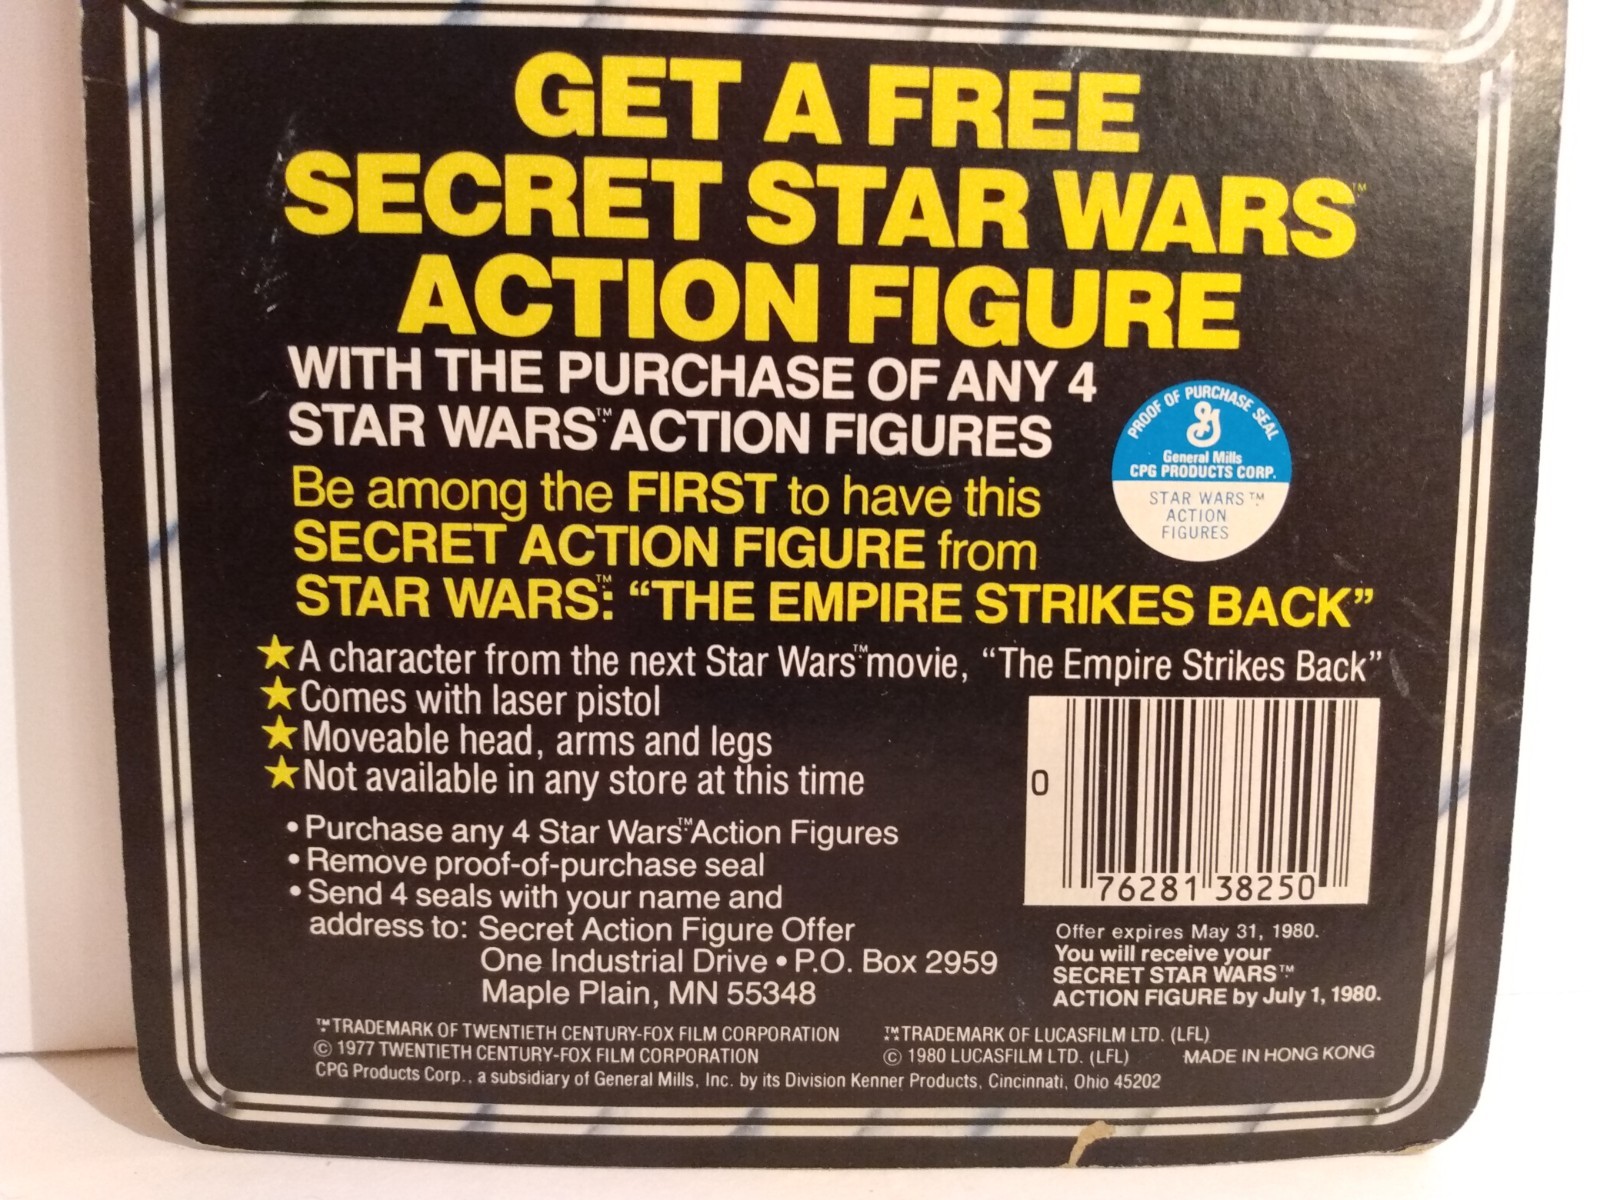 GET A FREE
SECRET STAR WARS™
ACTION FIGURE
WITH THE PURCHASE OF ANY 4
STAR WARS™ ACTION FIGURES
PROOF OF PURCHASE SEAL
General Mills
CPG PRODUCTS CORP.
STAR WARS™
ACTION
FIGURES
Be among the FIRST to have this
SECRET ACTION FIGURE from
STAR WARS™: “THE EMPIRE STRIKES BACK”
★ A character from the next Star Wars™ movie, “The Empire Strikes Back”
★ Comes with laser pistol
★ Moveable head, arms and legs
★ Not available in any store at this time
• Purchase any 4 Star Wars™ Action Figures
• Remove proof-of-purchase seal
• Send 4 seals with your name and
address to: Secret Action Figure Offer
One Industrial Drive • P.O. Box 2959
Maple Plain, MN 55348
0 76281 38250
Offer expires May 31, 1980.
You will receive your
SECRET STAR WARS™
ACTION FIGURE by July 1, 1980.
™TRADEMARK OF TWENTIETH CENTURY-FOX FILM CORPORATION
© 1977 TWENTIETH CENTURY-FOX FILM CORPORATION
™TRADEMARK OF LUCASFILM LTD. (LFL)
© 1980 LUCASFILM LTD. (LFL)
MADE IN HONG KONG
CPG Products Corp., a subsidiary of General Mills, Inc. by its Division Kenner Products, Cincinnati, Ohio 45202